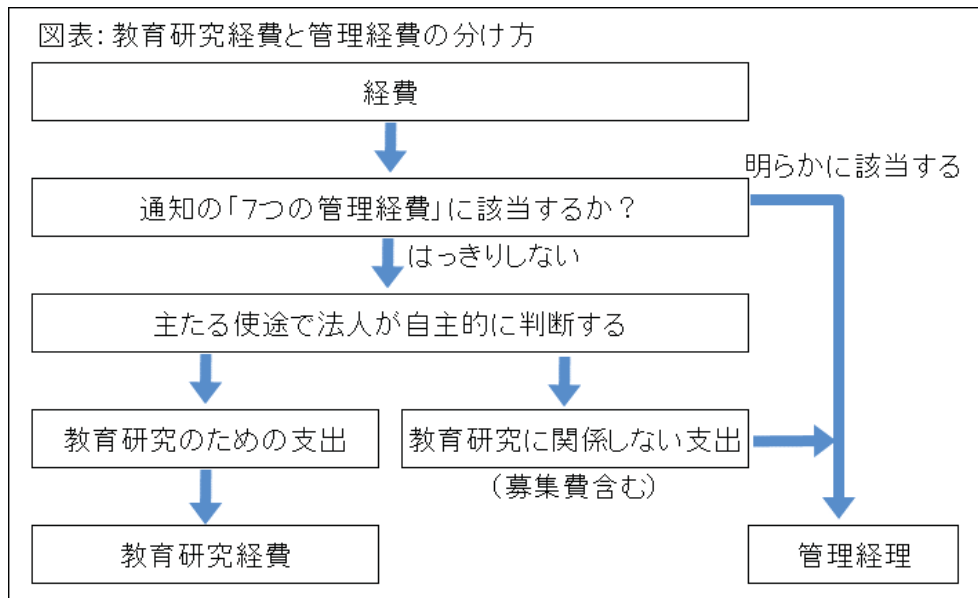 図表:教育研究経費と管理経費の分け方
経費
明らかに該当する
通知の「7つの管理経費」に該当するか？
はっきりしない
主たる使途で法人が自主的に判断する
教育研究のための支出
教育研究に関係しない支出
（募集費含む）
教育研究経費
管理経理